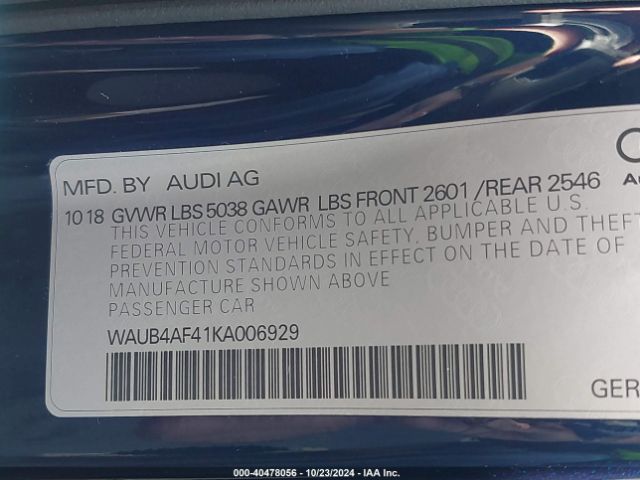 MFD. BY AUDI AG
10 18 GVWR LBS 5038 GAWR LBS FRONT 2601 /REAR 2546
THIS VEHICLE CONFORMS TO ALL APPLICABLE U.S.
FEDERAL MOTOR VEHICLE SAFETY, BUMPER AND THEFT
PREVENTION STANDARDS IN EFFECT ON THE DATE OF
MANUFACTURE SHOWN ABOVE
PASSENGER CAR
WAUB4AF41KA006929
GER
000-40478056 - 10/23/2024 - IAA Inc.